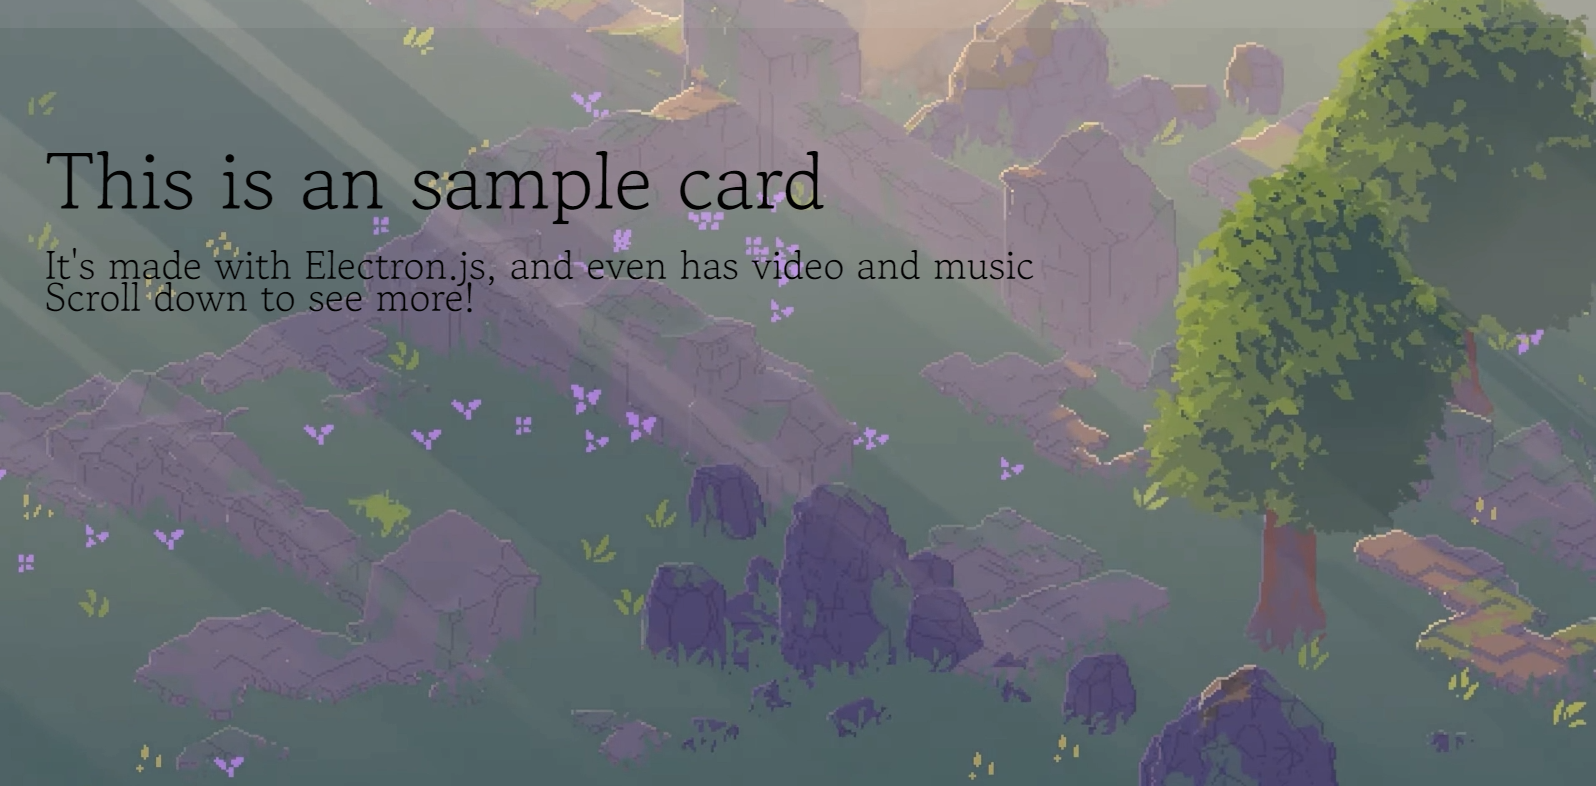 This is an sample card
It's made with Electron.js, and even has video and music
Scroll down to see more!